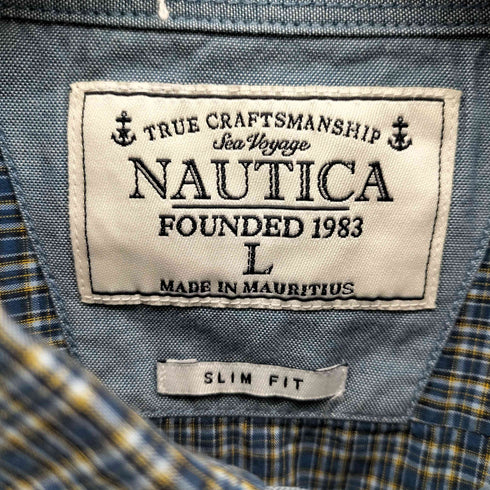 TRUE CRAFTSMANSHIP
Sea Voyage
NAUTICA
FOUNDED 1983
L
MADE IN MAURITIUS
SLIM FIT